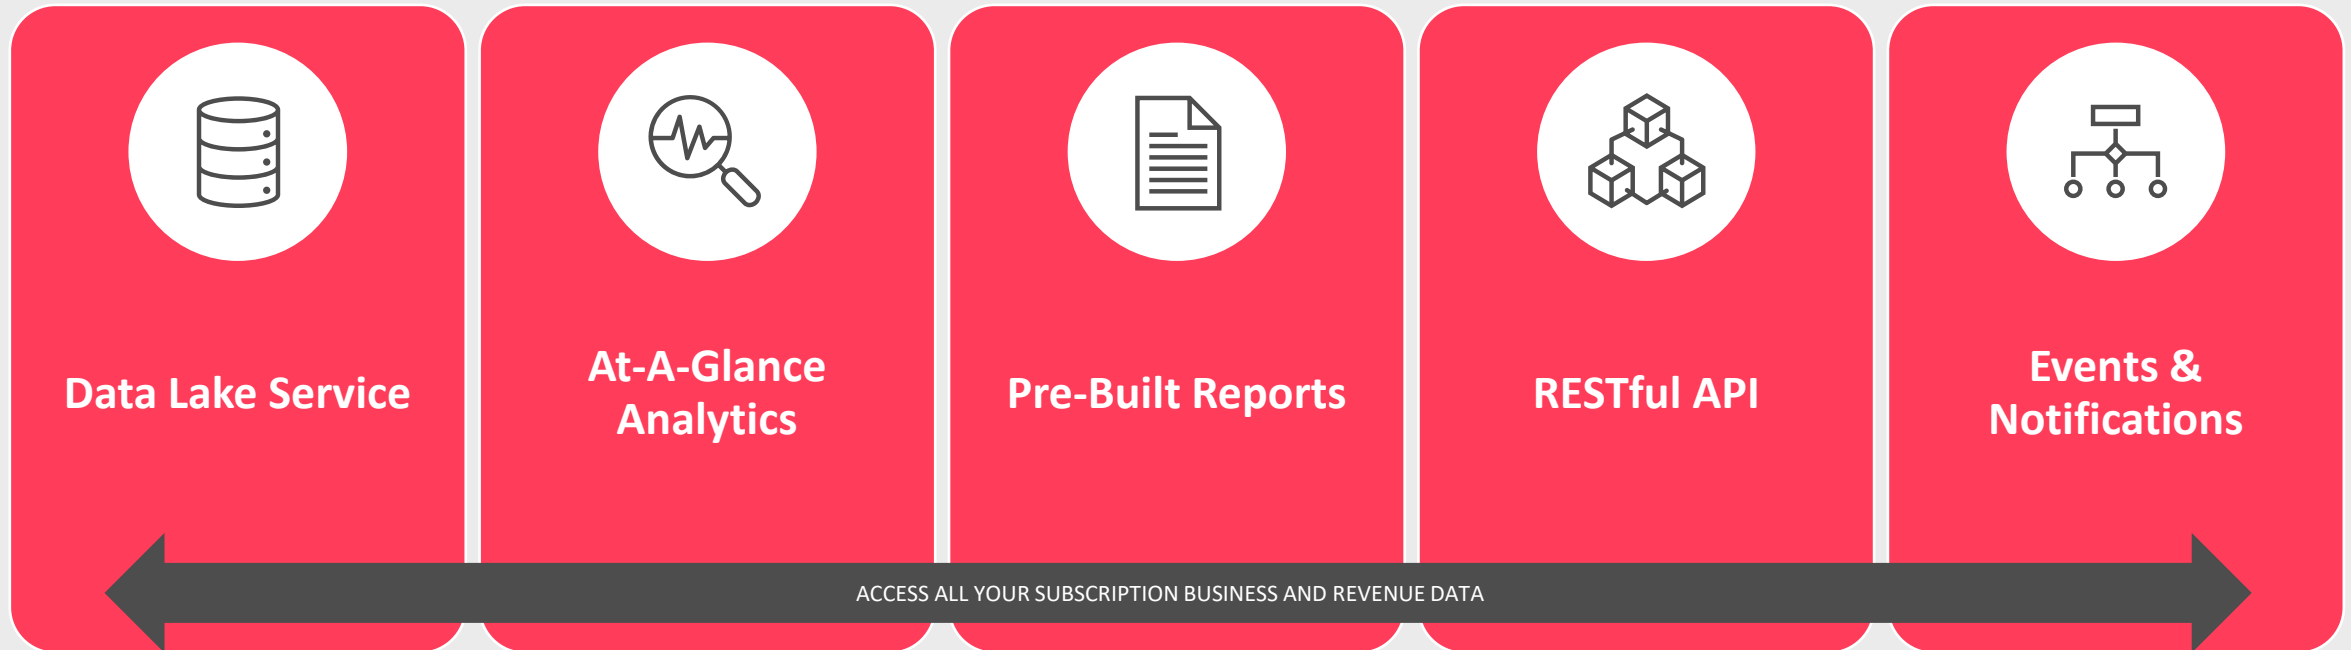 Data Lake Service
At-A-Glance
Analytics
Pre-Built Reports
RESTful API
Events &
Notifications
ACCESS ALL YOUR SUBSCRIPTION BUSINESS AND REVENUE DATA